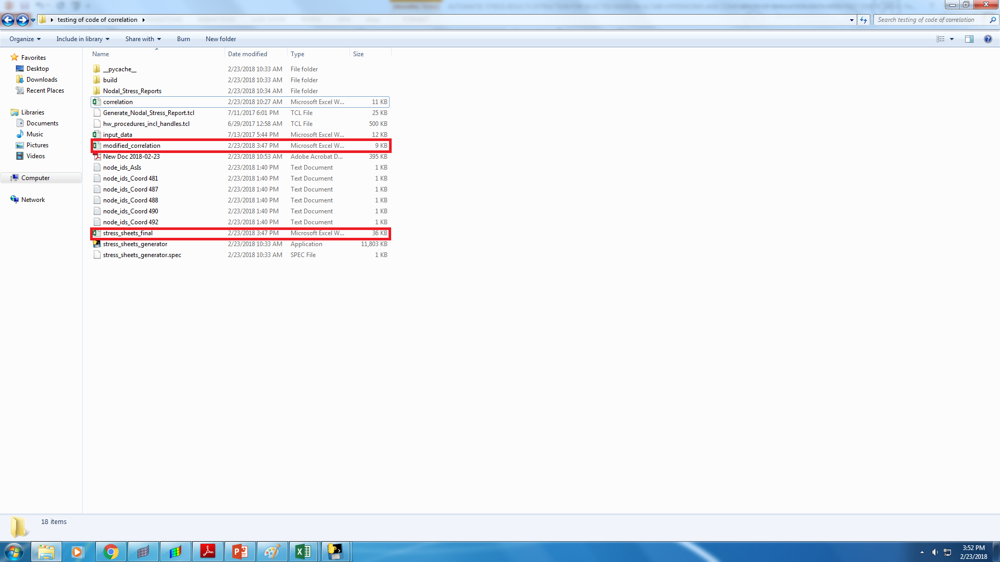 testing of code of correlation
Search testing of code of correlation
Organize Include in library Share with Burn New folder
Name Date modified Type Size
Favorites
Desktop
Downloads
Recent Places
Libraries
Documents
Music
Pictures
Videos
Computer
Network
__pycache__ 2/23/2018 10:33 AM File folder
build 2/23/2018 10:33 AM File folder
Nodal_Stress_Reports 2/23/2018 10:34 AM File folder
correlation 2/23/2018 10:27 AM Microsoft Excel W... 11 KB
Generate_Nodal_Stress_Report.tcl 7/11/2017 6:01 PM TCL File 25 KB
hw_procedures_incl_handles.tcl 6/29/2017 12:58 AM TCL File 500 KB
input_data 7/13/2017 5:44 PM Microsoft Excel W... 12 KB
modified_correlation 2/23/2018 3:47 PM Microsoft Excel W... 9 KB
New Doc 2018-02-23 2/23/2018 10:53 AM Adobe Acrobat D... 395 KB
node_ids_AsIs 2/23/2018 1:40 PM Text Document 1 KB
node_ids_Coord 481 2/23/2018 1:40 PM Text Document 1 KB
node_ids_Coord 487 2/23/2018 1:40 PM Text Document 1 KB
node_ids_Coord 488 2/23/2018 1:40 PM Text Document 1 KB
node_ids_Coord 490 2/23/2018 1:40 PM Text Document 1 KB
node_ids_Coord 492 2/23/2018 1:40 PM Text Document 1 KB
stress_sheets_final 2/23/2018 3:47 PM Microsoft Excel W... 36 KB
stress_sheets_generator 2/23/2018 10:33 AM Application 11,803 KB
stress_sheets_generator.spec 2/23/2018 10:33 AM SPEC File 1 KB
18 items
3:52 PM
2/23/2018